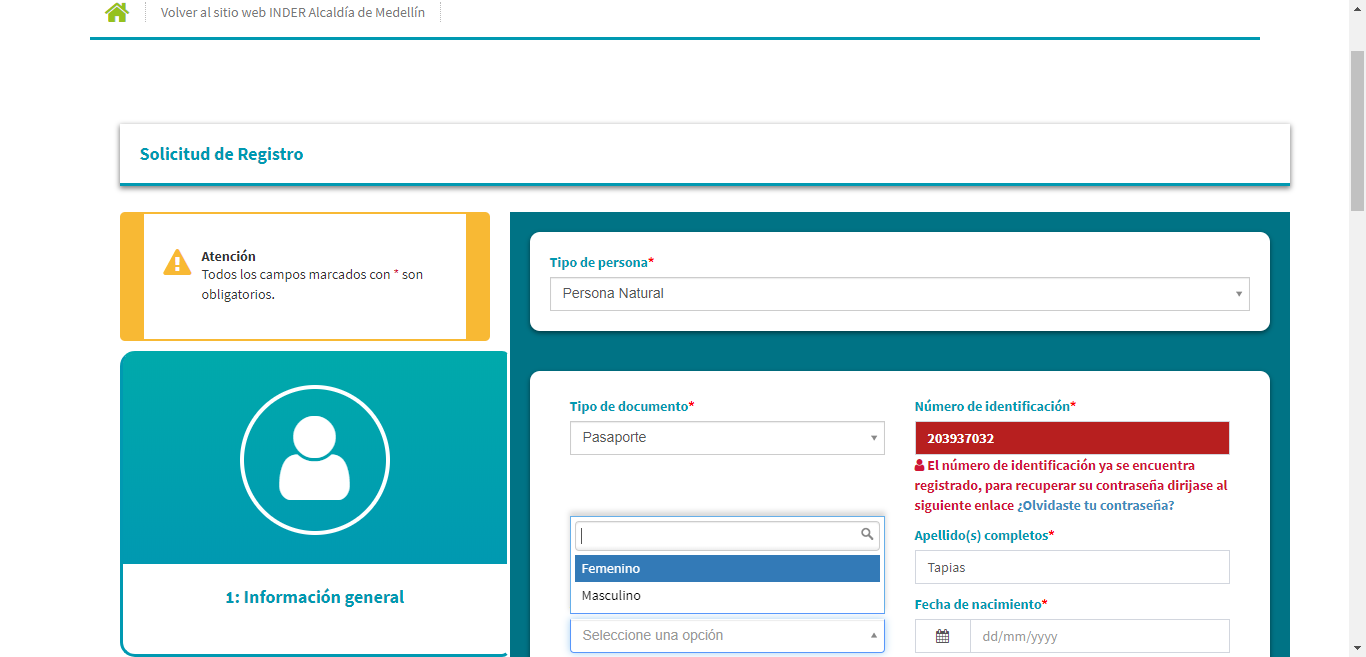 Volver al sitio web INDER Alcaldía de Medellín
Solicitud de Registro
Atención
Todos los campos marcados con * son
obligatorios.
1: Información general
Tipo de persona*
Persona Natural
Tipo de documento*
Pasaporte
Número de identificación*
203937032
El número de identificación ya se encuentra
registrado, para recuperar su contraseña dirijase al
siguiente enlace ¿Olvidaste tu contraseña?
Femenino
Masculino
Seleccione una opción
Apellido(s) completos*
Tapias
Fecha de nacimiento*
dd/mm/yyyy